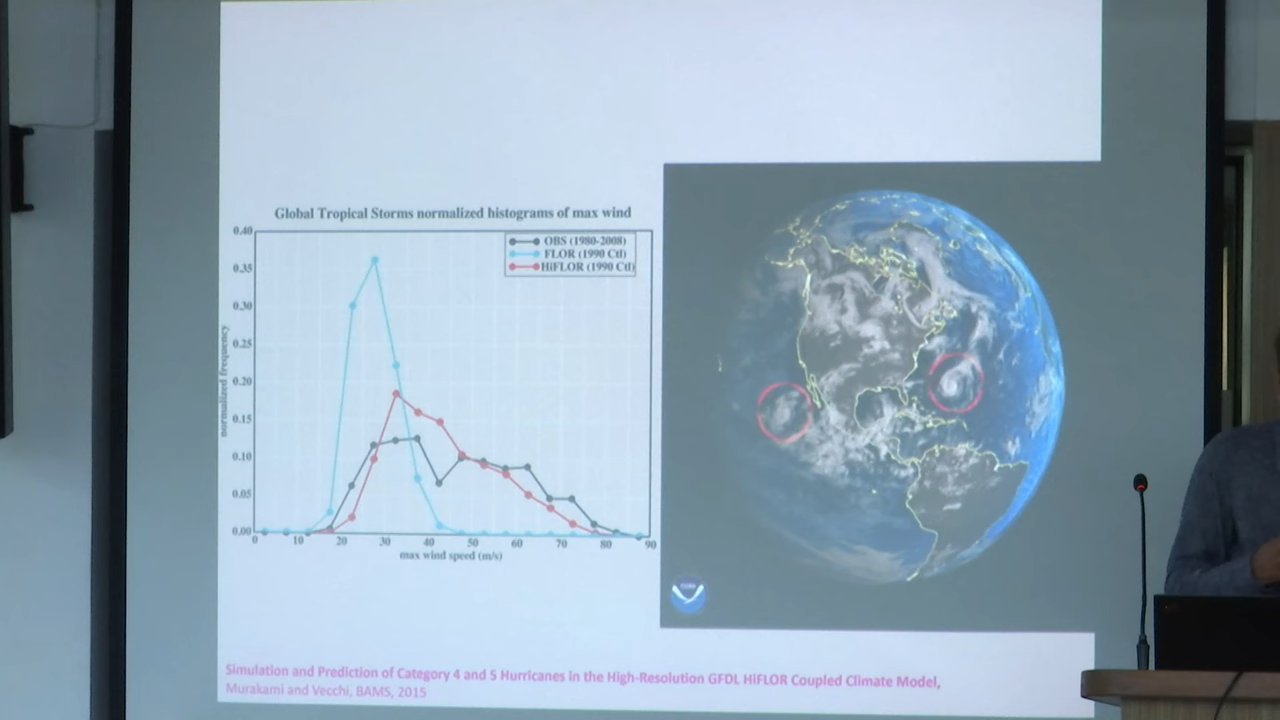 Global Tropical Storms normalized histograms of max wind
0.40
0.35
0.30
0.25
0.20
0.15
0.10
0.05
0.00
normalized frequency
OBS (1980-2008)
FLOR (1990 Ctl)
HiFLOR (1990 Ctl)
0 10 20 30 40 50 60 70 80 90
max wind speed (m/s)
Simulation and Prediction of Category 4 and 5 Hurricanes in the High-Resolution GFDL HiFLOR Coupled Climate Model,
Murakami and Vecchi, BAMS, 2015